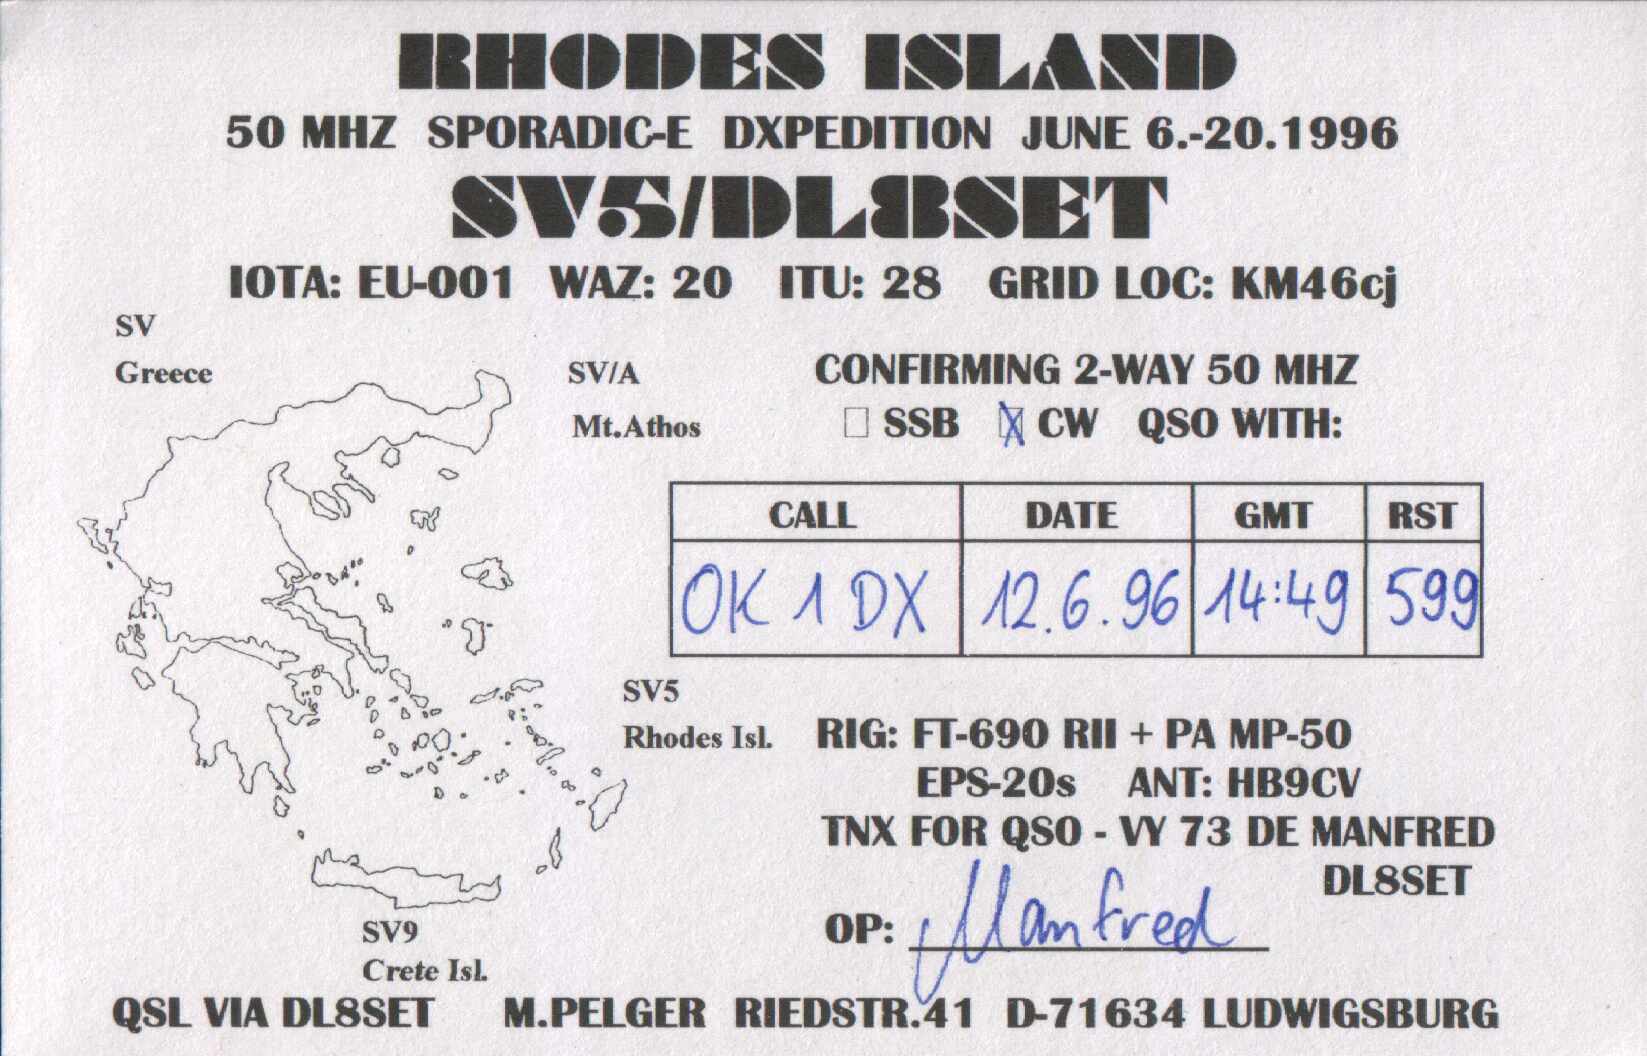 RHODES ISLAND
50 MHZ SPORADIC-E DXPEDITION JUNE 6.-20.1996
SV5/DL8SET
IOTA: EU-001 WAZ: 20 ITU: 28 GRID LOC: KM46cj
SV
Greece
SV/A
Mt.Athos
CONFIRMING 2-WAY 50 MHZ
SSB CW QSO WITH:
CALL DATE GMT RST
OK 1 DX 12.6.96 14:49 599
SV5
Rhodes Isl.
RIG: FT-690 RII + PA MP-50
EPS-20s ANT: HB9CV
TNX FOR QSO - VY 73 DE MANFRED
DL8SET
OP: Manfred
SV9
Crete Isl.
QSL VIA DL8SET M.PELGER RIEDSTR.41 D-71634 LUDWIGSBURG